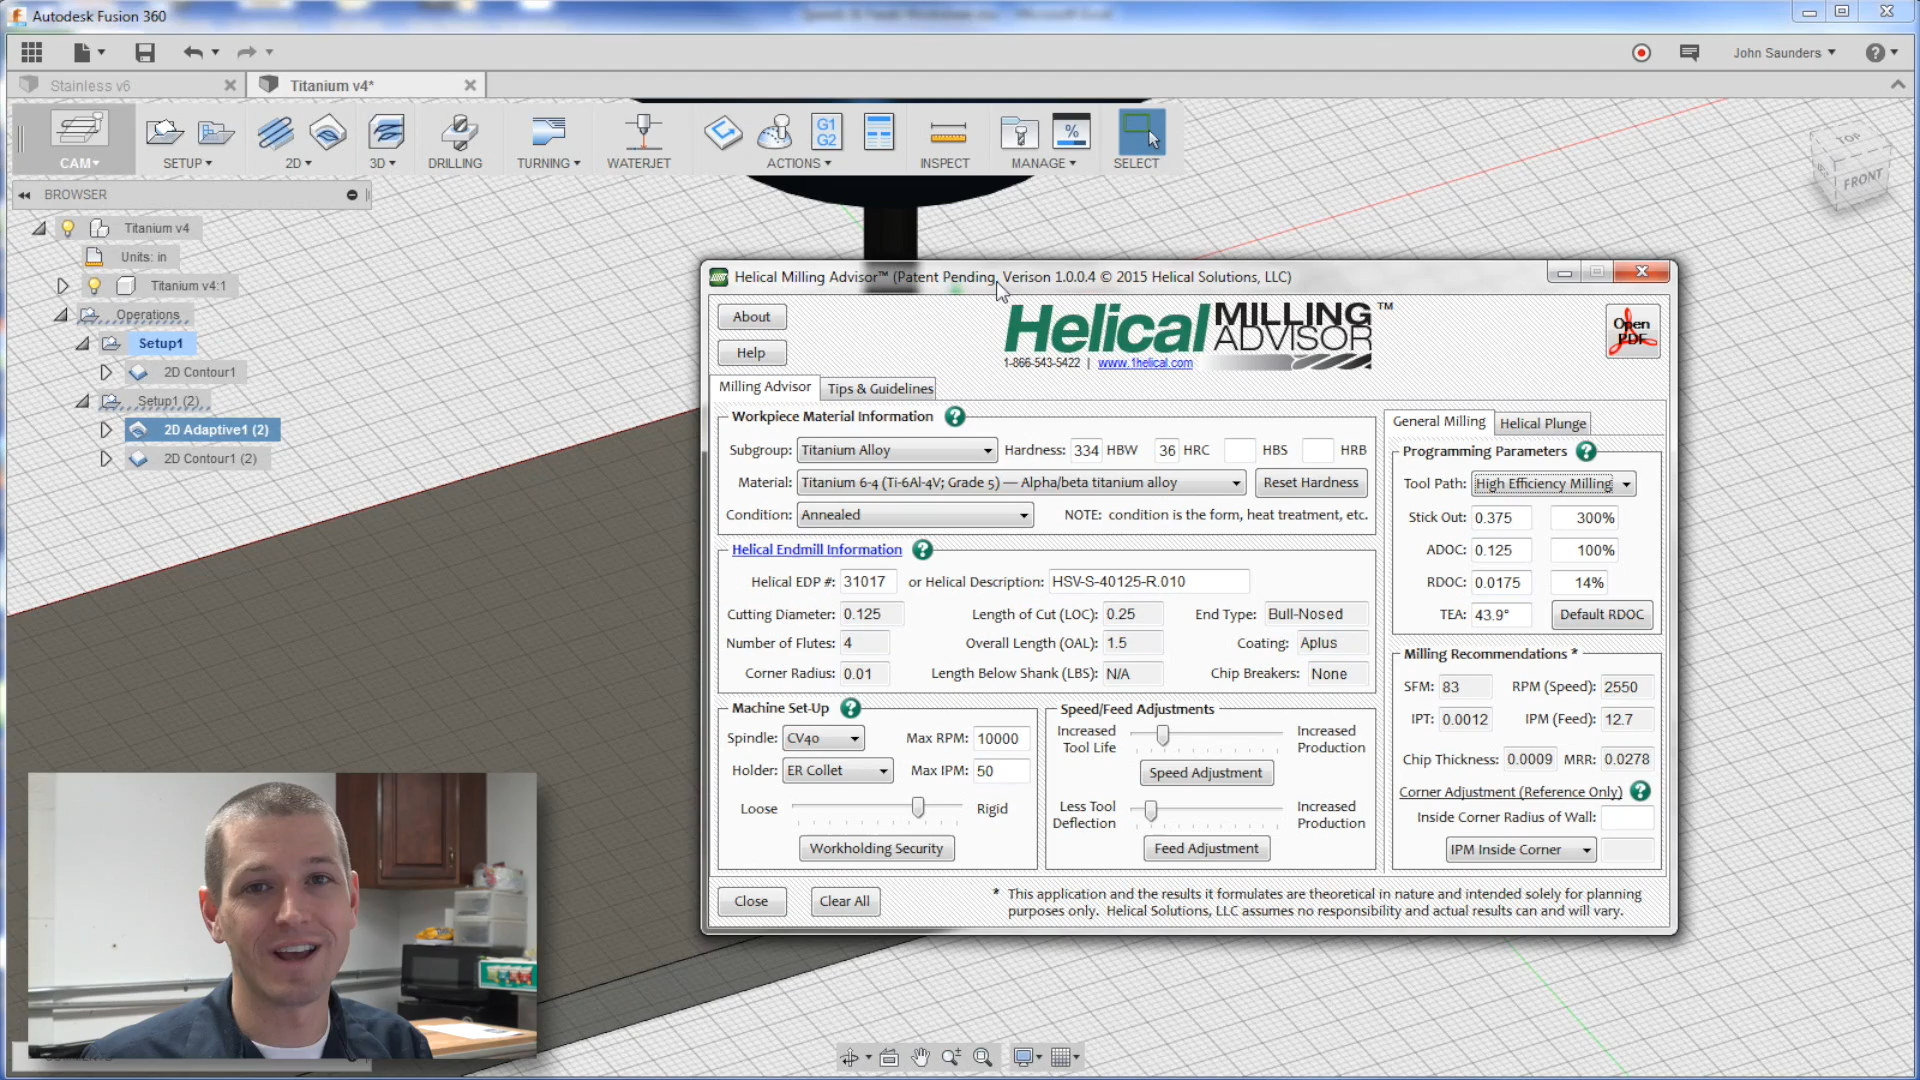 Autodesk Fusion 360
John Saunders
Stainless v6
Titanium v4*
G1
G2
%
CAM
SETUP
2D
3D
DRILLING
TURNING
WATERJET
ACTIONS
INSPECT
MANAGE
SELECT
TOP
FRONT
BROWSER
Titanium v4
Units: in
Titanium v4:1
Operations
Setup1
2D Contour1
Setup1 (2)
2D Adaptive1 (2)
2D Contour1 (2)
Helical Milling Advisor™ (Patent Pending, Verison 1.0.0.4 © 2015 Helical Solutions, LLC)
About
Help
Helical MILLING ADVISOR ™
1-866-543-5422 | www.1helical.com
Open PDF
Milling Advisor
Tips & Guidelines
Workpiece Material Information
Subgroup: Titanium Alloy Hardness: 334 HBW 36 HRC HBS HRB
Material: Titanium 6-4 (Ti-6Al-4V; Grade 5) — Alpha/beta titanium alloy Reset Hardness
Condition: Annealed NOTE: condition is the form, heat treatment, etc.
Helical Endmill Information
Helical EDP #: 31017 or Helical Description: HSV-S-40125-R.010
Cutting Diameter: 0.125 Length of Cut (LOC): 0.25 End Type: Bull-Nosed
Number of Flutes: 4 Overall Length (OAL): 1.5 Coating: Aplus
Corner Radius: 0.01 Length Below Shank (LBS): N/A Chip Breakers: None
Machine Set-Up
Spindle: CV40 Max RPM: 10000
Holder: ER Collet Max IPM: 50
Loose Rigid
Workholding Security
Speed/Feed Adjustments
Increased Tool Life Increased Production
Speed Adjustment
Less Tool Deflection Increased Production
Feed Adjustment
General Milling
Helical Plunge
Programming Parameters
Tool Path: High Efficiency Milling
Stick Out: 0.375 300%
ADOC: 0.125 100%
RDOC: 0.0175 14%
TEA: 43.9° Default RDOC
Milling Recommendations *
SFM: 83 RPM (Speed): 2550
IPT: 0.0012 IPM (Feed): 12.7
Chip Thickness: 0.0009 MRR: 0.0278
Corner Adjustment (Reference Only)
Inside Corner Radius of Wall:
IPM Inside Corner
Close
Clear All
* This application and the results it formulates are theoretical in nature and intended solely for planning
purposes only. Helical Solutions, LLC assumes no responsibility and actual results can and will vary.